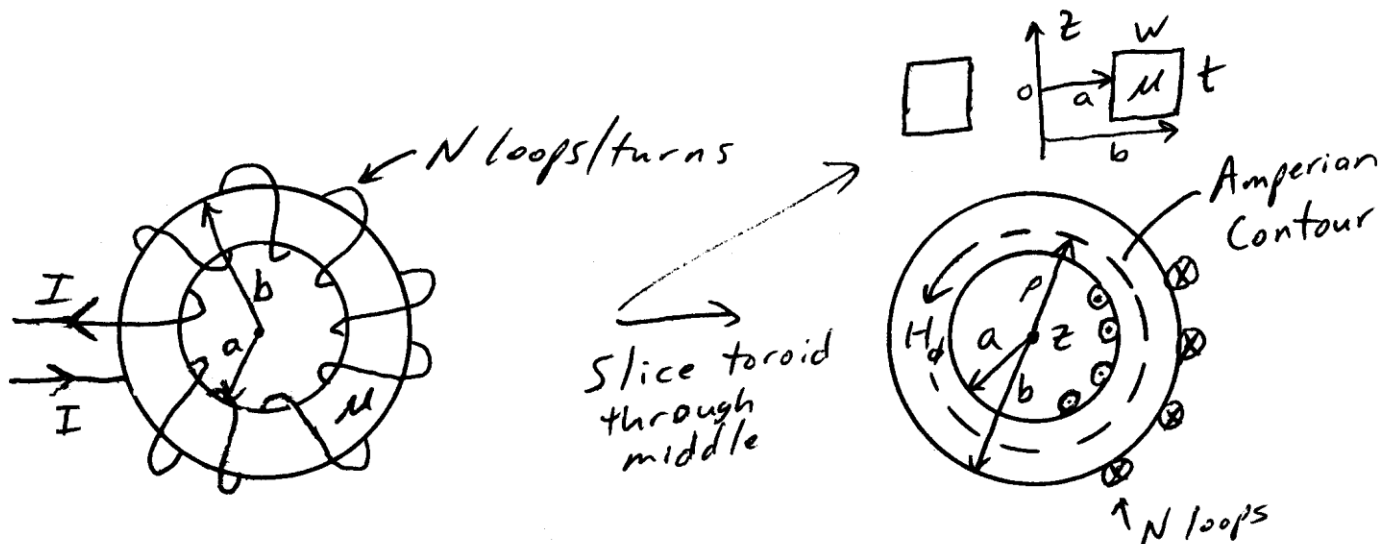 N loops/turns
I
I
b
a
μ
Slice toroid
through
middle
z
w
o
a
μ
t
b
Amperian
Contour
ρ
Hϕ
a
z
b
N loops